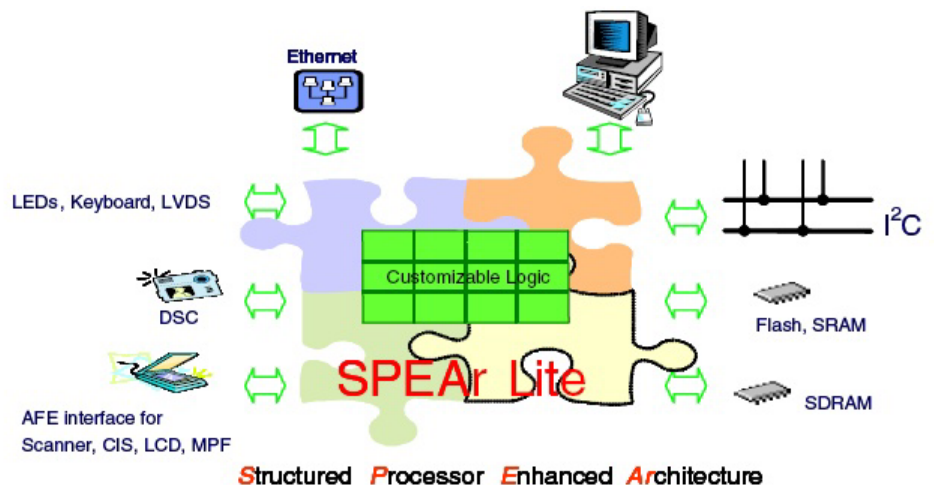 Ethernet
LEDs, Keyboard, LVDS
I²C
Customizable Logic
DSC
Flash, SRAM
SPEAr Lite
AFE interface for
Scanner, CIS, LCD, MPF
SDRAM
Structured Processor Enhanced Architecture